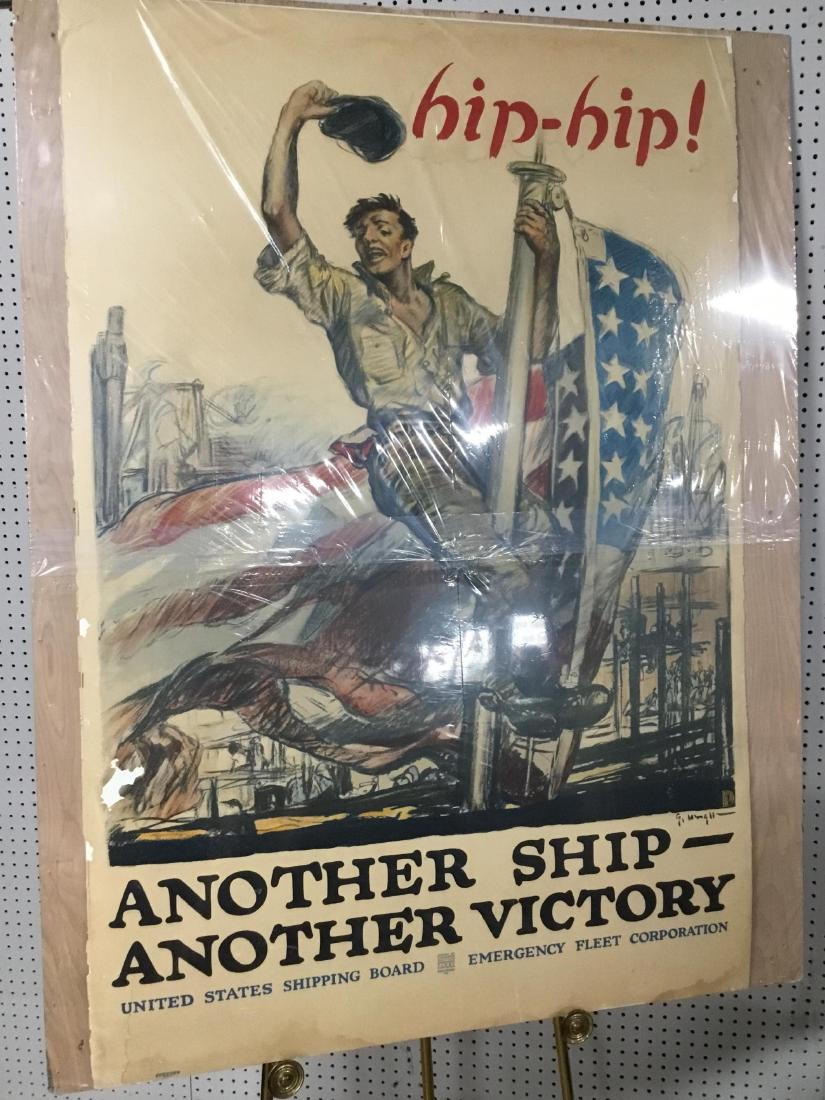 hip-hip!
ANOTHER SHIP—
ANOTHER VICTORY
UNITED STATES SHIPPING BOARD EMERGENCY FLEET CORPORATION